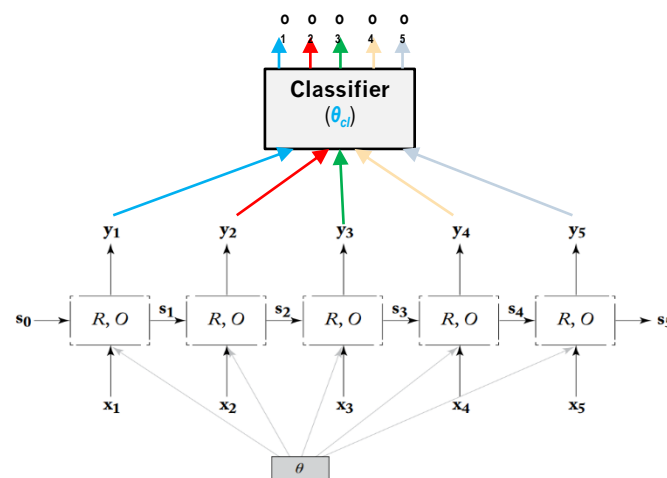 o o o o o
1 2 3 4 5
Classifier
(θcl)
y1 y2 y3 y4 y5
s0 R, O s1 R, O s2 R, O s3 R, O s4 R, O s5
x1 x2 x3 x4 x5
θ